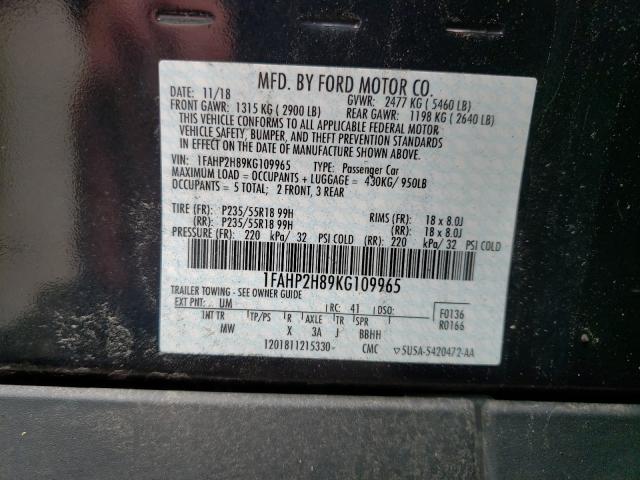 MFD. BY FORD MOTOR CO.
DATE: 11/18 GVWR: 2477 KG ( 5460 LB)
FRONT GAWR: 1315 KG ( 2900 LB) REAR GAWR: 1198 KG ( 2640 LB)
THIS VEHICLE CONFORMS TO ALL APPLICABLE FEDERAL MOTOR
VEHICLE SAFETY, BUMPER, AND THEFT PREVENTION STANDARDS
IN EFFECT ON THE DATE OF MANUFACTURE SHOWN ABOVE.
VIN: 1FAHP2H89KG109965 TYPE: Passenger Car
MAXIMUM LOAD = OCCUPANTS + LUGGAGE = 430KG/ 950LB
OCCUPANTS = 5 TOTAL; 2 FRONT, 3 REAR
TIRE (FR): P235/55R18 99H RIMS (FR): 18 x 8.0J
(RR): P235/55R18 99H (RR): 18 x 8.0J
PRESSURE (FR): 220 kPa/ 32 PSI COLD (RR): 220 kPa/ 32 PSI COLD
1FAHP2H89KG109965
TRAILER TOWING - SEE OWNER GUIDE
EXT PNT: UM RC: 41 DSO: F0136
INT TR TP/PS R AXLE TR SPR R0166
MW X 3A J BBHH
1201811215330 CMC ▽5USA-5420472-AA